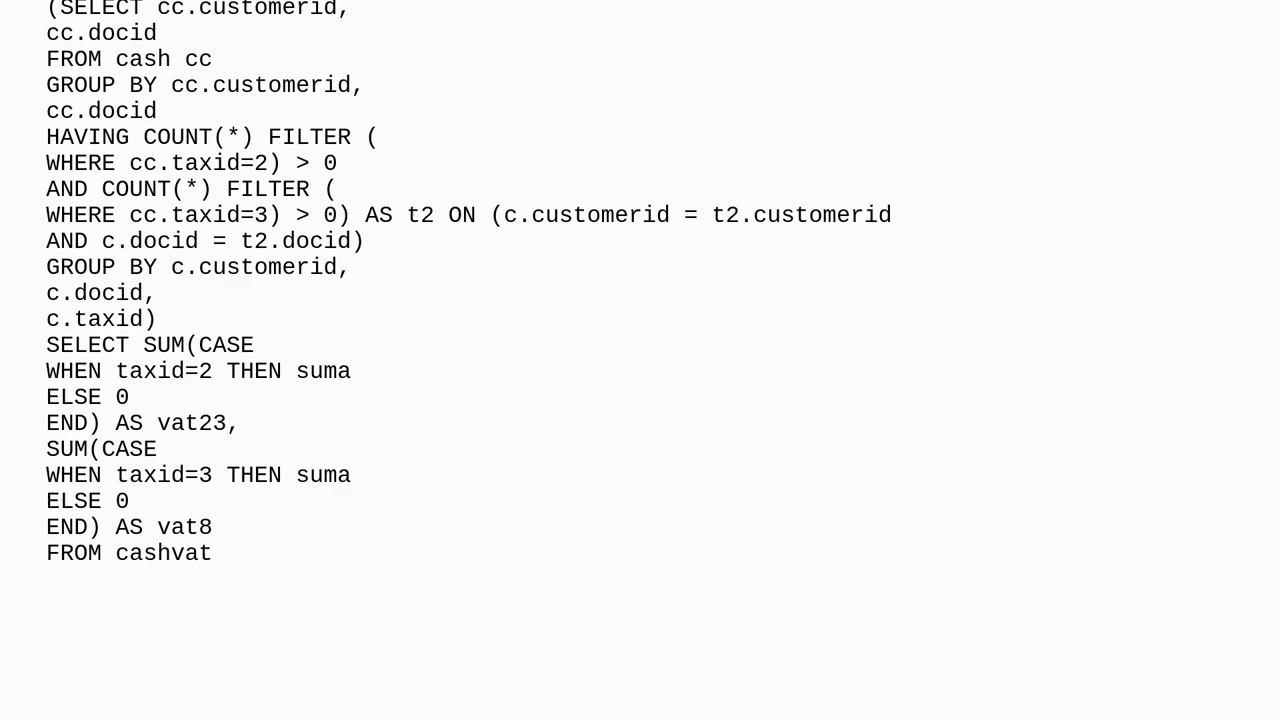 (SELECT cc.customerid,
cc.docid
FROM cash cc
GROUP BY cc.customerid,
cc.docid
HAVING COUNT(*) FILTER (
WHERE cc.taxid=2) > 0
AND COUNT(*) FILTER (
WHERE cc.taxid=3) > 0) AS t2 ON (c.customerid = t2.customerid
AND c.docid = t2.docid)
GROUP BY c.customerid,
c.docid,
c.taxid)
SELECT SUM(CASE
WHEN taxid=2 THEN suma
ELSE 0
END) AS vat23,
SUM(CASE
WHEN taxid=3 THEN suma
ELSE 0
END) AS vat8
FROM cashvat